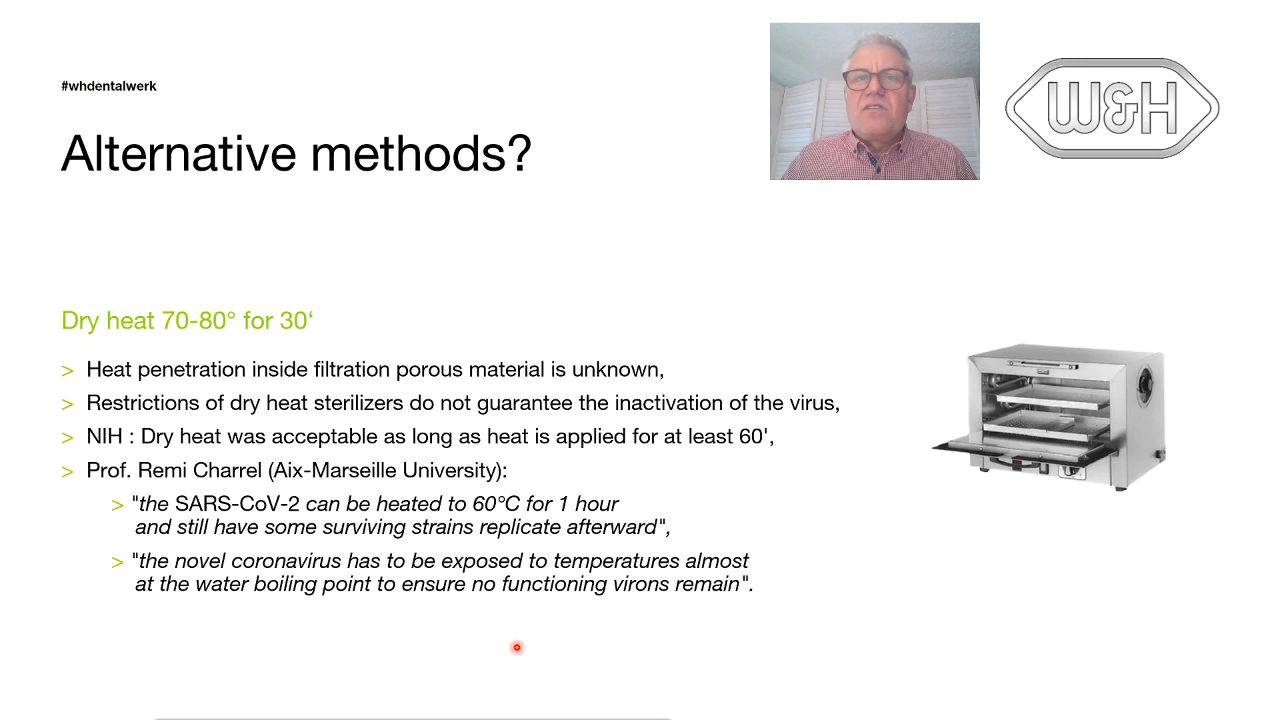 #whdentalwerk
W&H
Alternative methods?
Dry heat 70-80° for 30‘
> Heat penetration inside filtration porous material is unknown,
> Restrictions of dry heat sterilizers do not guarantee the inactivation of the virus,
> NIH : Dry heat was acceptable as long as heat is applied for at least 60',
> Prof. Remi Charrel (Aix-Marseille University):
> "the SARS-CoV-2 can be heated to 60°C for 1 hour
and still have some surviving strains replicate afterward",
> "the novel coronavirus has to be exposed to temperatures almost
at the water boiling point to ensure no functioning virons remain".